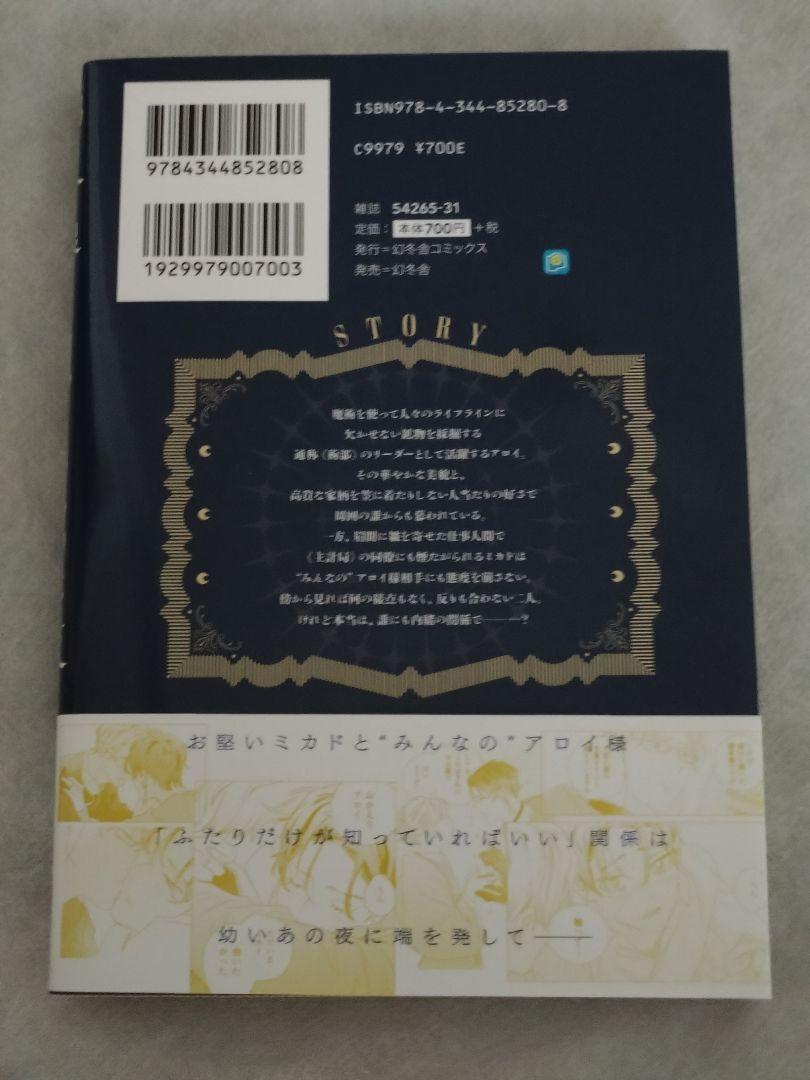 ISBN978-4-344-85280-8
C9979 ¥700E
9784344852808
1929979007003
雑誌 54265-31
定価：本体700円＋税
発行＝幻冬舎コミックス
発売＝幻冬舎
STORY
魔術を使って人々のライフラインに
欠かせない鉱物を採掘する
通称《術部》のリーダーとして活躍するアロイ。
その華やかな美貌と、
高貴な家柄を笠に着たりしない人当たりの好さで
周囲の誰からも慕われている。
一方、眉間に皺を寄せた仕事人間で
《主計局》の同僚にも煙たがられるミカドは
“みんなの”アロイ様相手にも態度を崩さない。
傍から見れば何の接点もなく、反りも合わない二人。
けれど本当は、誰にも内緒の関係で———？
お堅いミカドと“みんなの”アロイ様
「ふたりだけが知っていればいい」関係は
幼いあの夜に端を発して———